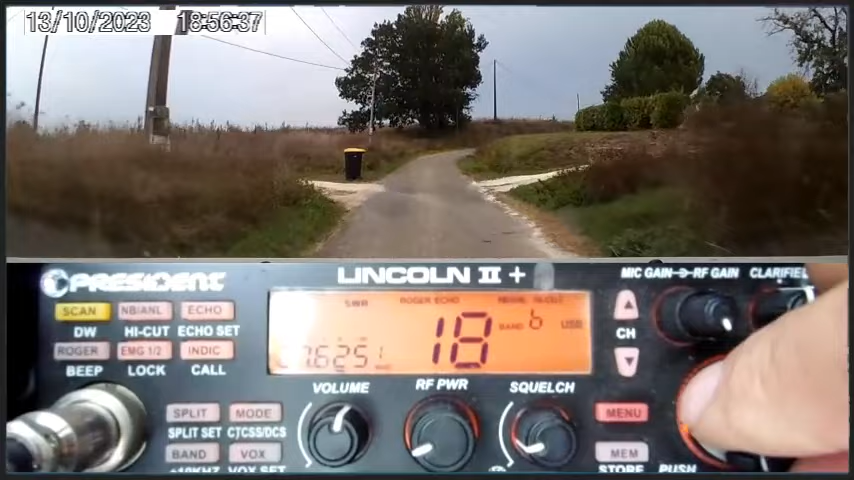 13/10/2023 18:56:37
PRESIDENT LINCOLN II + MIC GAIN RF GAIN CLARIFIER
SCAN NB/ANL ECHO
DW HI-CUT ECHO SET
ROGER EMG 1/2 INDIC
BEEP LOCK CALL
SWR ROGER ECHO
18 BAND b USB
CH
VOLUME RF PWR SQUELCH
SPLIT MODE
SPLIT SET CTCSS/DCS
BAND VOX
+10KHZ VOX SET
MENU
MEM
STORE PUSH